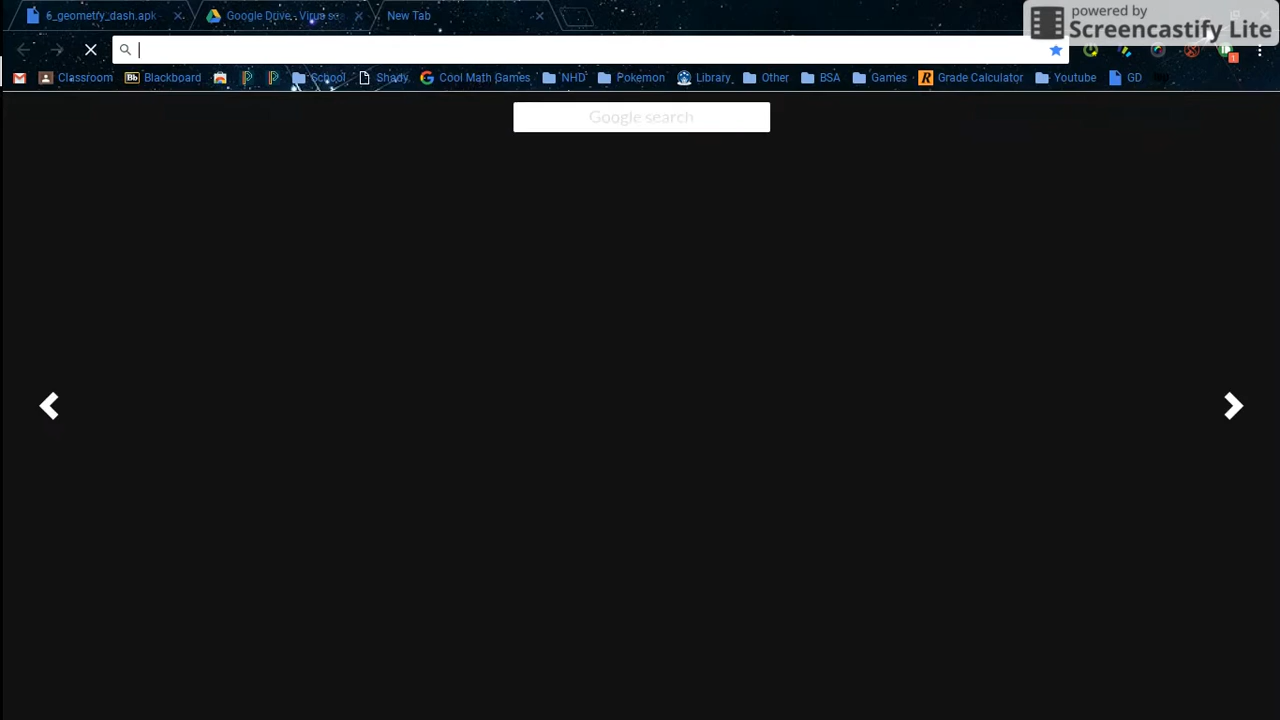 6_geometry_dash.apk Google Drive - Virus sc New Tab
powered by
Screencastify Lite
Classroom Bb Blackboard School Shady Cool Math Games NHD Pokemon Library Other BSA Games R Grade Calculator Youtube GD
Google search